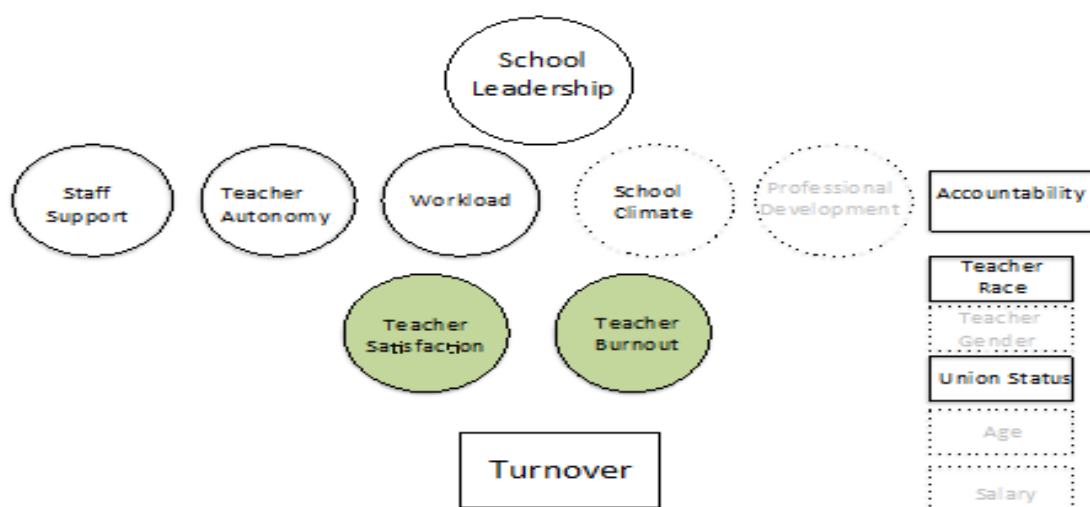 School
Leadership
Staff
Support
Teacher
Autonomy
Workload
School
Climate
Professional
Development
Accountability
Teacher
Race
Teacher
Gender
Teacher
Satisfaction
Teacher
Burnout
Union Status
Age
Turnover
Salary